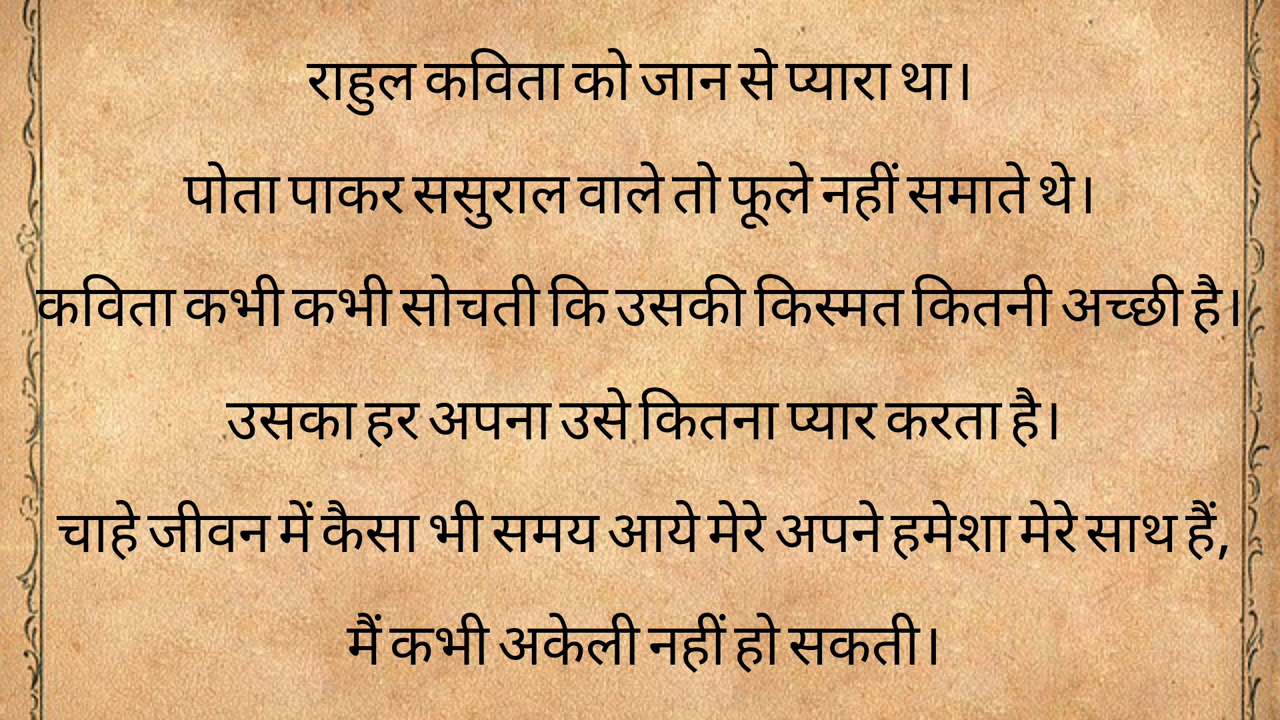 राहुल कविता को जान से प्यारा था।
पोता पाकर ससुराल वाले तो फूले नहीं समाते थे।
कविता कभी कभी सोचती कि उसकी किस्मत कितनी अच्छी है।
उसका हर अपना उसे कितना प्यार करता है।
चाहे जीवन में कैसा भी समय आये मेरे अपने हमेशा मेरे साथ हैं,
मैं कभी अकेली नहीं हो सकती।